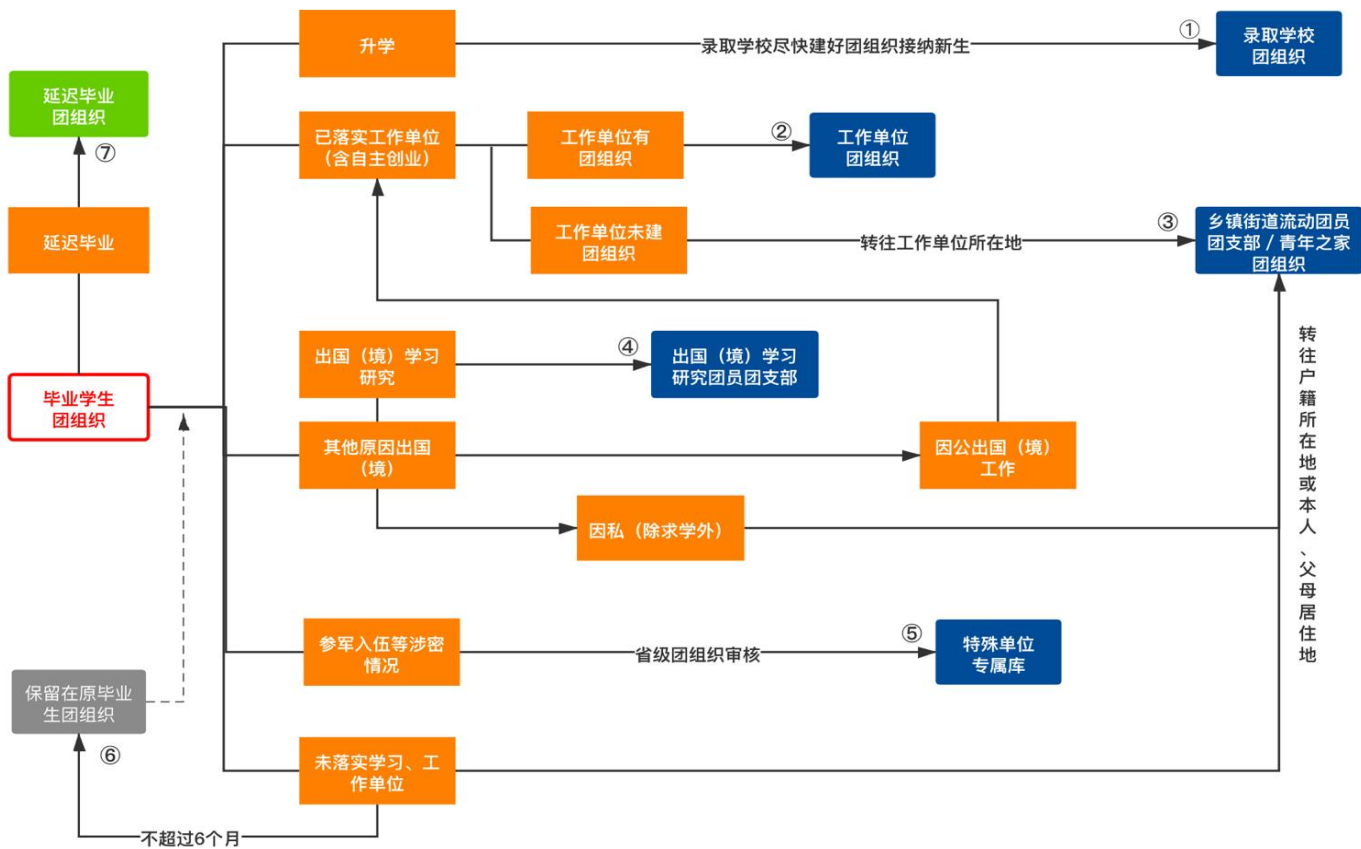 升学
录取学校尽快建好团组织接纳新生
①
录取学校
团组织
延迟毕业
团组织
⑦
延迟毕业
已落实工作单位
（含自主创业）
工作单位有
团组织
②
工作单位
团组织
工作单位未建
团组织
转往工作单位所在地
③
乡镇街道流动团员
团支部 / 青年之家
团组织
毕业学生
团组织
出国（境）学习
研究
④
出国（境）学习
研究团员团支部
其他原因出国
（境）
因公出国（境）
工作
因私（除求学外）
转往户籍所在地或本人、父母居住地
参军入伍等涉密
情况
省级团组织审核
⑤
特殊单位
专属库
保留在原毕业
生团组织
⑥
未落实学习、工
作单位
不超过6个月